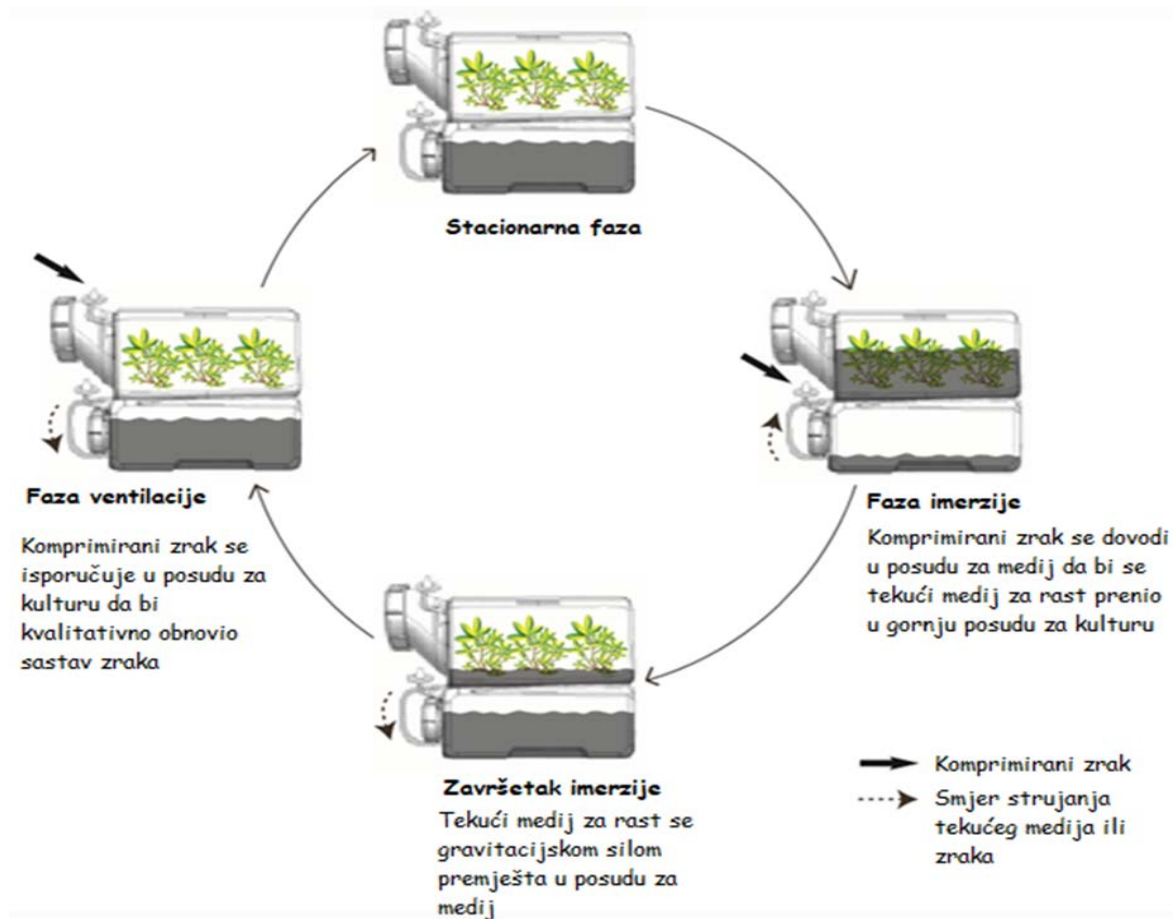 Stacionarna faza
Faza ventilacije
Komprimirani zrak se
isporučuje u posudu za
kulturu da bi
kvalitativno obnovio
sastav zraka
Faza imerzije
Komprimirani zrak se dovodi
u posudu za medij da bi se
tekući medij za rast prenio
u gornju posudu za kulturu
Završetak imerzije
Tekući medij za rast se
gravitacijskom silom
premješta u posudu za
medij
Komprimirani zrak
Smjer strujanja
tekućeg medija ili
zraka